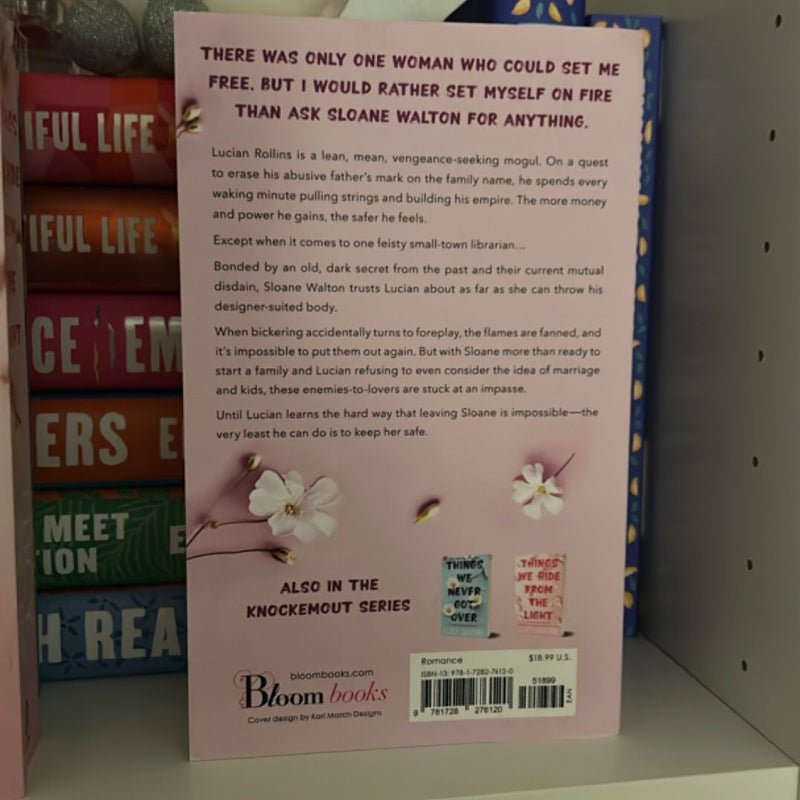 THERE WAS ONLY ONE WOMAN WHO COULD SET ME
FREE. BUT I WOULD RATHER SET MYSELF ON FIRE
THAN ASK SLOANE WALTON FOR ANYTHING.
Lucian Rollins is a lean, mean, vengeance-seeking mogul. On a quest
to erase his abusive father's mark on the family name, he spends every
waking minute pulling strings and building his empire. The more money
and power he gains, the safer he feels.
Except when it comes to one feisty small-town librarian...
Bonded by an old, dark secret from the past and their current mutual
disdain, Sloane Walton trusts Lucian about as far as she can throw his
designer-suited body.
When bickering accidentally turns to foreplay, the flames are fanned, and
it's impossible to put them out again. But with Sloane more than ready to
start a family and Lucian refusing to even consider the idea of marriage
and kids, these enemies-to-lovers are stuck at an impasse.
Until Lucian learns the hard way that leaving Sloane is impossible—the
very least he can do is to keep her safe.
ALSO IN THE
KNOCKEMOUT SERIES
THINGS
WE
NEVER
GOT
OVER
THINGS
WE HIDE
FROM
THE
LIGHT
bloombooks.com
Bloom books
Cover design by Kari March Designs
Romance
$18.99 U.S.
ISBN-13: 978-1-7282-7612-0
51899
EAN
9 781728 276120
IFUL LIFE
IFUL LIFE
CE EM
ERS E
MEET E
ION
H REA